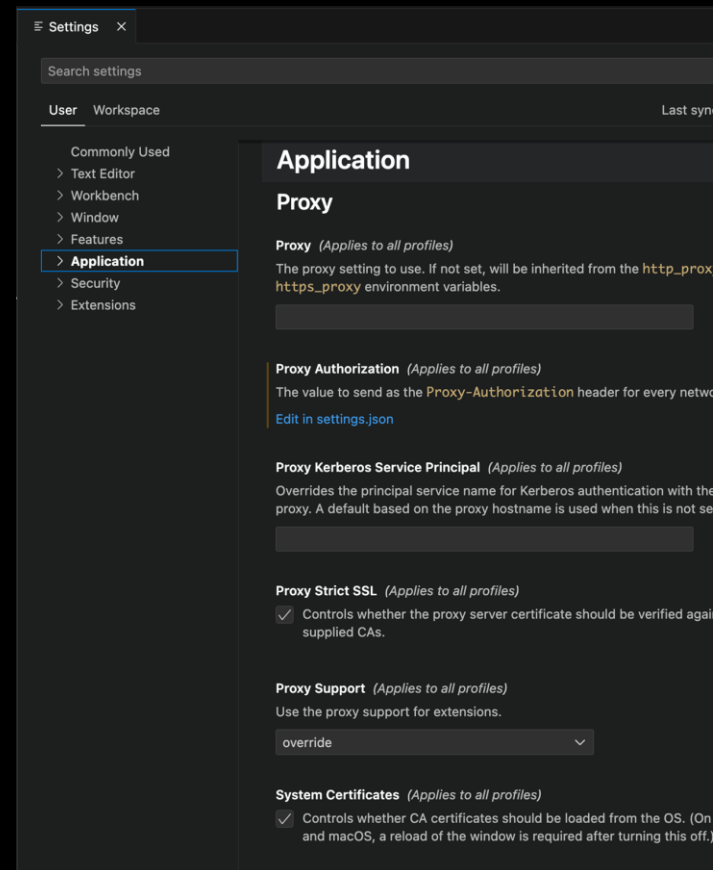 Settings
Search settings
User Workspace
Commonly Used
Text Editor
Workbench
Window
Features
Application
Security
Extensions
Last sync
Application
Proxy
Proxy (Applies to all profiles)
The proxy setting to use. If not set, will be inherited from the http_prox
https_proxy environment variables.
Proxy Authorization (Applies to all profiles)
The value to send as the Proxy-Authorization header for every netwo
Edit in settings.json
Proxy Kerberos Service Principal (Applies to all profiles)
Overrides the principal service name for Kerberos authentication with the
proxy. A default based on the proxy hostname is used when this is not se
Proxy Strict SSL (Applies to all profiles)
Controls whether the proxy server certificate should be verified agai
supplied CAs.
Proxy Support (Applies to all profiles)
Use the proxy support for extensions.
override
System Certificates (Applies to all profiles)
Controls whether CA certificates should be loaded from the OS. (On
and macOS, a reload of the window is required after turning this off.)